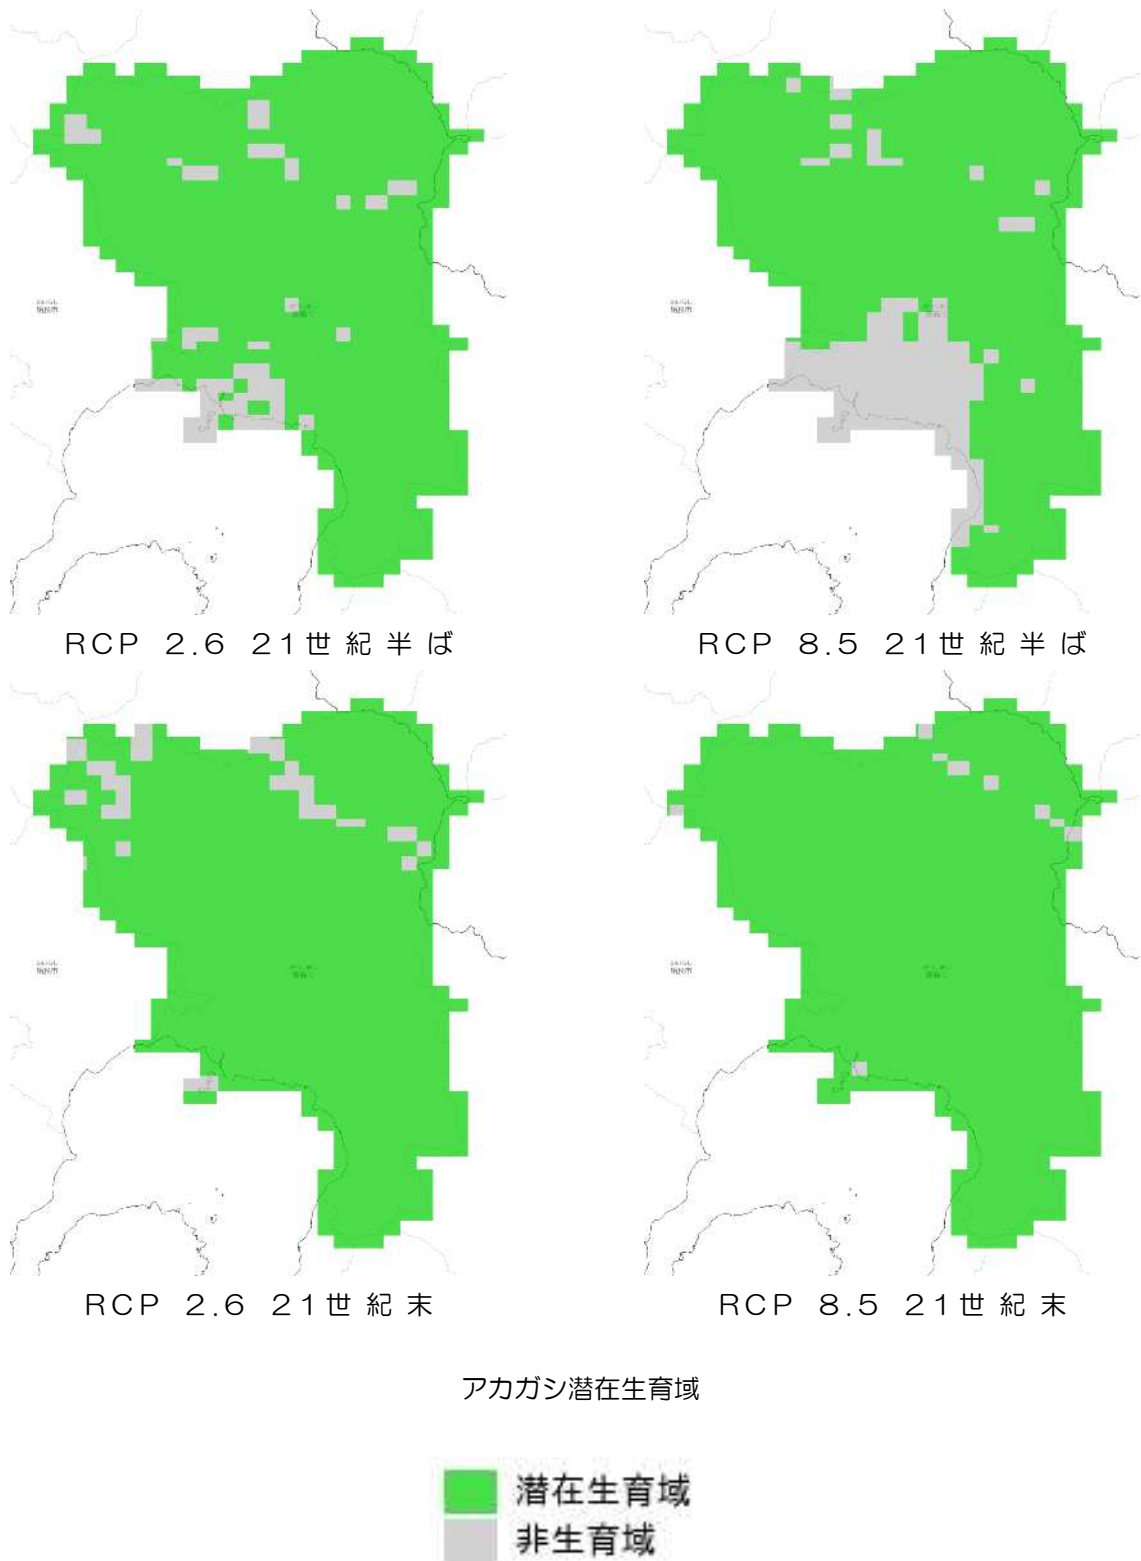 RCP 2.6 21世紀半ば
RCP 8.5 21世紀半ば
RCP 2.6 21世紀末
RCP 8.5 21世紀末
アカガシ潜在生育域
潜在生育域
非生育域